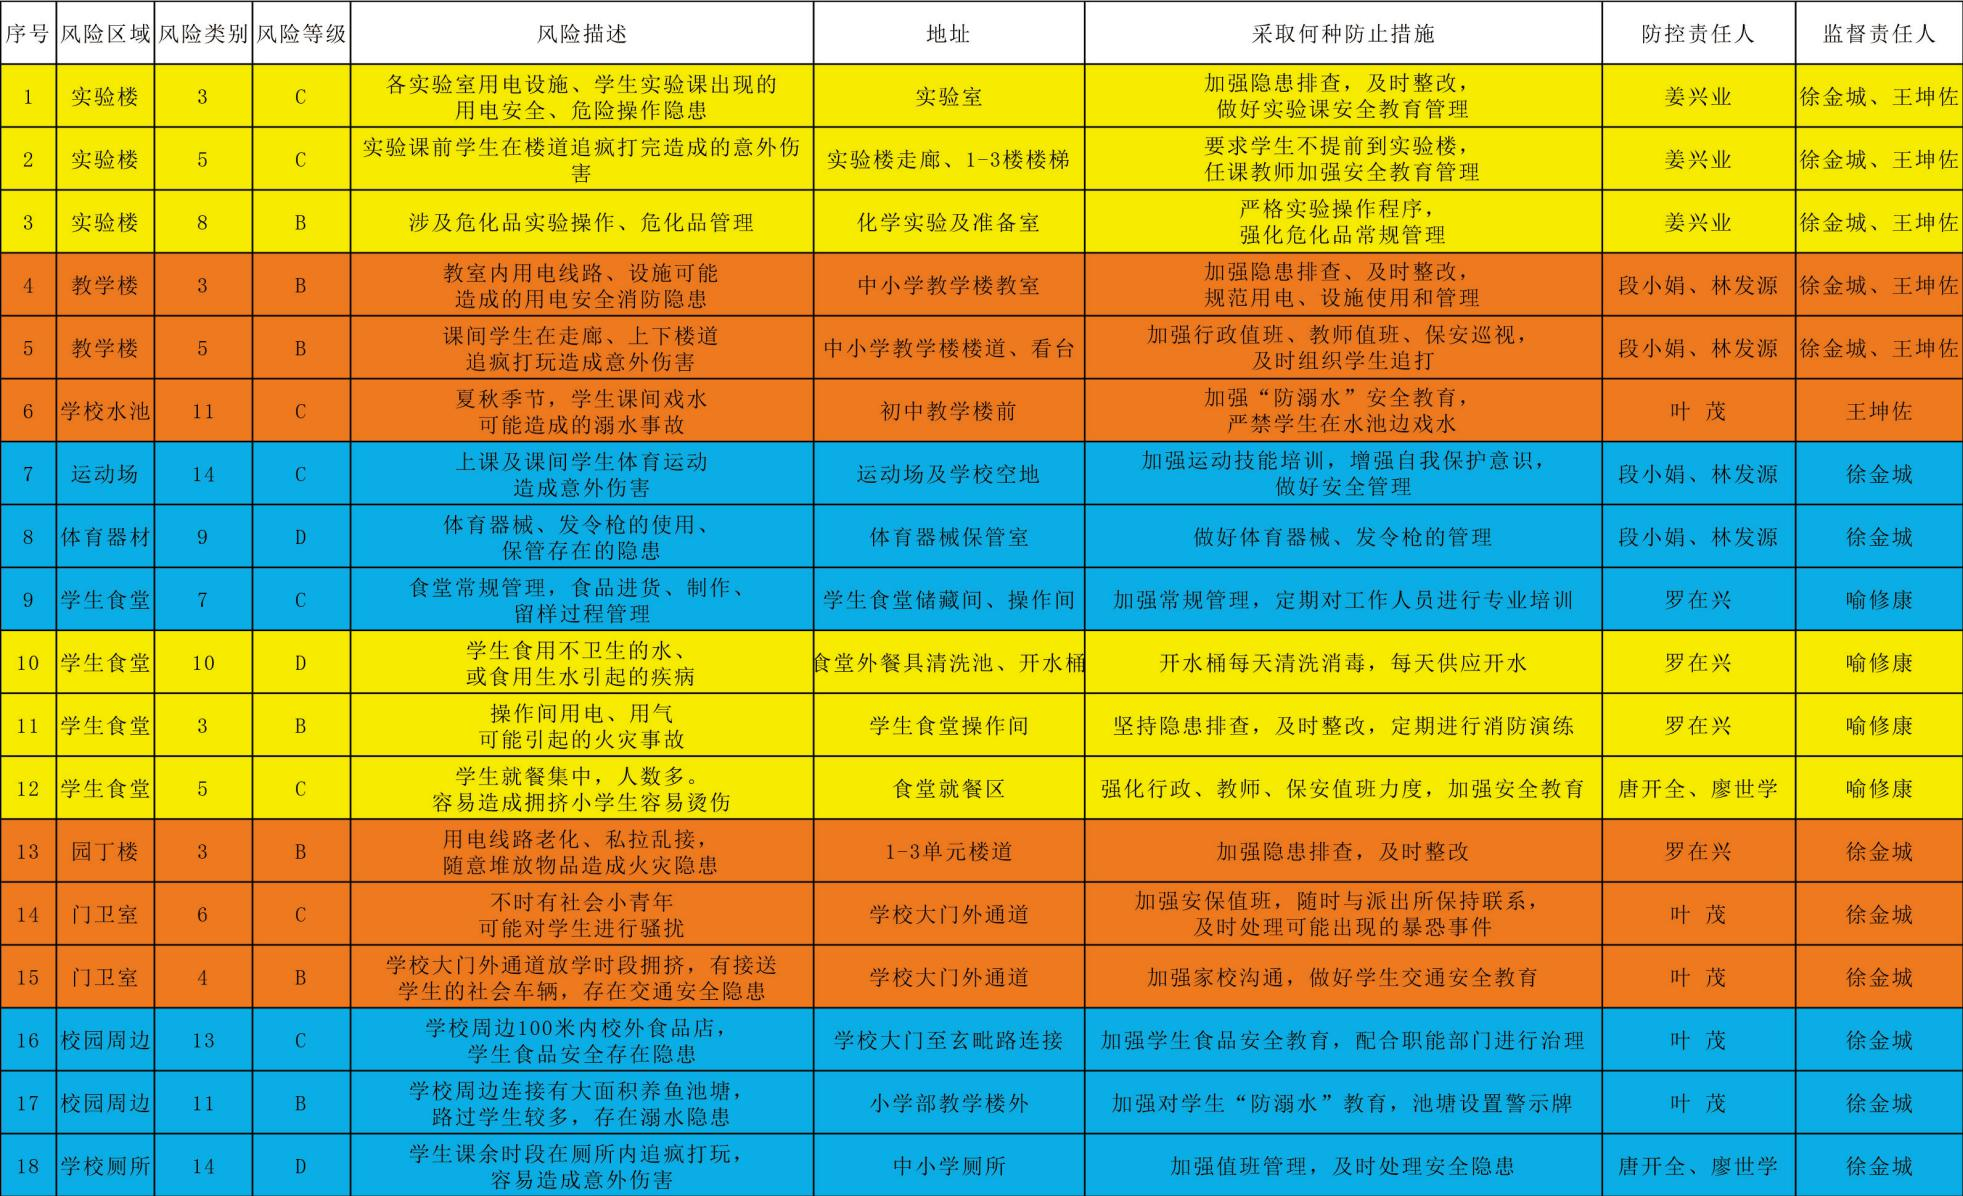 序号 风险区域 风险类别 风险等级 风险描述 地址 采取何种防止措施 防控责任人 监督责任人
1 实验楼 3 C 各实验室用电设施、学生实验课出现的
用电安全、危险操作隐患 实验室 加强隐患排查，及时整改，
做好实验课安全教育管理 姜兴业 徐金城、王坤佐
2 实验楼 5 C 实验课前学生在楼道追疯打完造成的意外伤
害 实验楼走廊、1-3楼楼梯 要求学生不提前到实验楼，
任课教师加强安全教育管理 姜兴业 徐金城、王坤佐
3 实验楼 8 B 涉及危化品实验操作、危化品管理 化学实验及准备室 严格实验操作程序，
强化危化品常规管理 姜兴业 徐金城、王坤佐
4 教学楼 3 B 教室内用电线路、设施可能
造成的用电安全消防隐患 中小学教学楼教室 加强隐患排查、及时整改，
规范用电、设施使用和管理 段小娟、林发源 徐金城、王坤佐
5 教学楼 5 B 课间学生在走廊、上下楼道
追疯打玩造成意外伤害 中小学教学楼楼道、看台 加强行政值班、教师值班、保安巡视，
及时组织学生追打 段小娟、林发源 徐金城、王坤佐
6 学校水池 11 C 夏秋季节，学生课间戏水
可能造成的溺水事故 初中教学楼前 加强“防溺水”安全教育，
严禁学生在水池边戏水 叶 茂 王坤佐
7 运动场 14 C 上课及课间学生体育运动
造成意外伤害 运动场及学校空地 加强运动技能培训，增强自我保护意识，
做好安全管理 段小娟、林发源 徐金城
8 体育器材 9 D 体育器械、发令枪的使用、
保管存在的隐患 体育器械保管室 做好体育器械、发令枪的管理 段小娟、林发源 徐金城
9 学生食堂 7 C 食堂常规管理，食品进货、制作、
留样过程管理 学生食堂储藏间、操作间 加强常规管理，定期对工作人员进行专业培训 罗在兴 喻修康
10 学生食堂 10 D 学生食用不卫生的水、
或食用生水引起的疾病 食堂外餐具清洗池、开水桶 开水桶每天清洗消毒，每天供应开水 罗在兴 喻修康
11 学生食堂 3 B 操作间用电、用气
可能引起的火灾事故 学生食堂操作间 坚持隐患排查，及时整改，定期进行消防演练 罗在兴 喻修康
12 学生食堂 5 C 学生就餐集中，人数多。
容易造成拥挤小学生容易烫伤 食堂就餐区 强化行政、教师、保安值班力度，加强安全教育 唐开全、廖世学 喻修康
13 园丁楼 3 B 用电线路老化、私拉乱接，
随意堆放物品造成火灾隐患 1-3单元楼道 加强隐患排查，及时整改 罗在兴 徐金城
14 门卫室 6 C 不时有社会小青年
可能对学生进行骚扰 学校大门外通道 加强安保值班，随时与派出所保持联系，
及时处理可能出现的暴恐事件 叶 茂 徐金城
15 门卫室 4 B 学校大门外通道放学时段拥挤，有接送
学生的社会车辆，存在交通安全隐患 学校大门外通道 加强家校沟通，做好学生交通安全教育 叶 茂 徐金城
16 校园周边 13 C 学校周边100米内校外食品店，
学生食品安全存在隐患 学校大门至玄毗路连接 加强学生食品安全教育，配合职能部门进行治理 叶 茂 徐金城
17 校园周边 11 B 学校周边连接有大面积养鱼池塘，
路过学生较多，存在溺水隐患 小学部教学楼外 加强对学生“防溺水”教育，池塘设置警示牌 叶 茂 徐金城
18 学校厕所 14 D 学生课余时段在厕所内追疯打玩，
容易造成意外伤害 中小学厕所 加强值班管理，及时处理安全隐患 唐开全、廖世学 徐金城